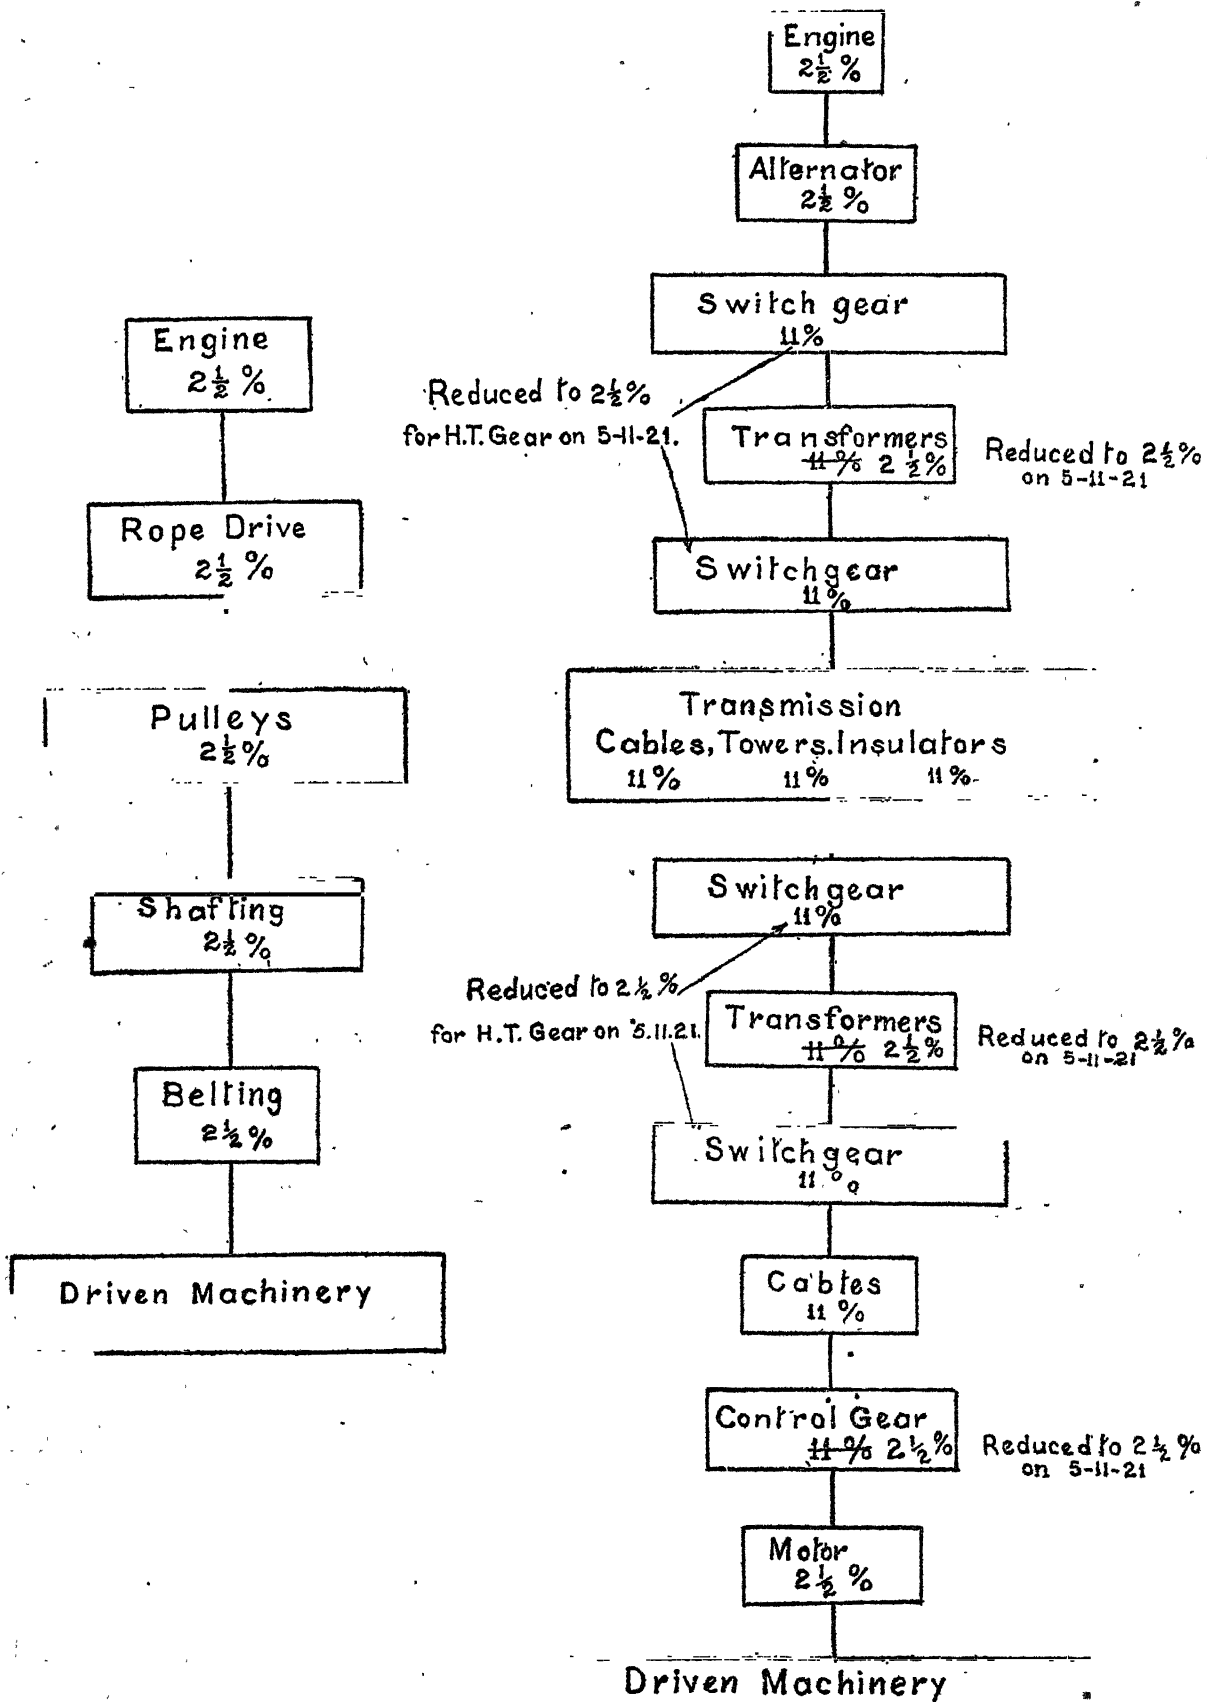 Engine
2½ %
Rope Drive
2½ %
Pulleys
2½ %
Shafting
2½ %
Belting
2½ %
Driven Machinery
Engine
2½ %
Alternator
2½ %
Switch gear
11%
Reduced to 2½%
for H.T. Gear on 5-11-21.
Transformers
11% 2½%
Reduced to 2½%
on 5-11-21
Switchgear
11%
Transmission
Cables, Towers. Insulators
11% 11% 11%
Switchgear
11%
Reduced to 2½%
for H.T. Gear on 5.11.21.
Transformers
11% 2½%
Reduced to 2½%
on 5-11-21
Switchgear
11%
Cables
11%
Control Gear
11% 2½%
Reduced to 2½%
on 5-11-21
Motor
2½ %
Driven Machinery